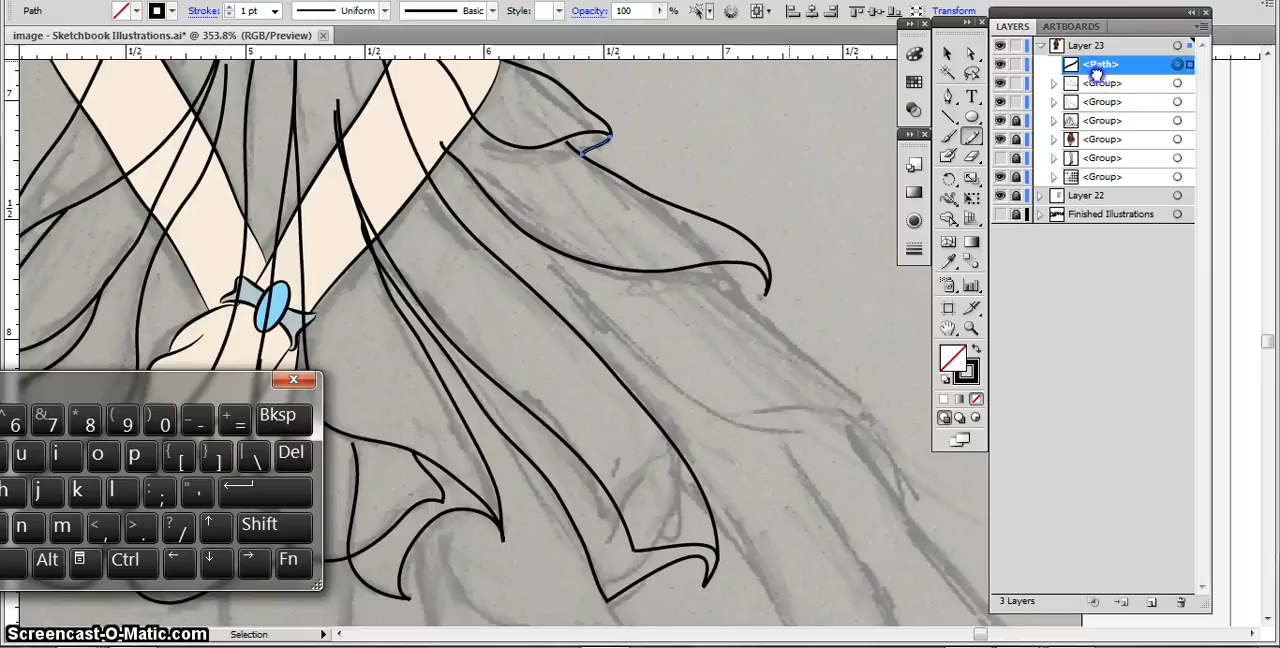 Path Stroke: 1 pt Uniform Basic Style: Opacity: 100 % Transform
image - Sketchbook Illustrations.ai* @ 353.8% (RGB/Pre
1/2 5 1/2 6 1/2 7 1/2
7
1/2
8
LAYERS ARTBOARDS
Layer 23
<Path>
<Group>
<Group>
<Group>
<Group>
<Group>
<Group>
Layer 22
Finished Illustrations
3 Layers
^ 6 & 7 * 8 ( 9 ) 0 _ - + = Bksp
u i o p { [ } ] | \ Del
h j k l : ; " '
n m < , > . ? / ↑ Shift
Alt Ctrl ← ↓ → Fn
Screencast-O-Matic.com Selection